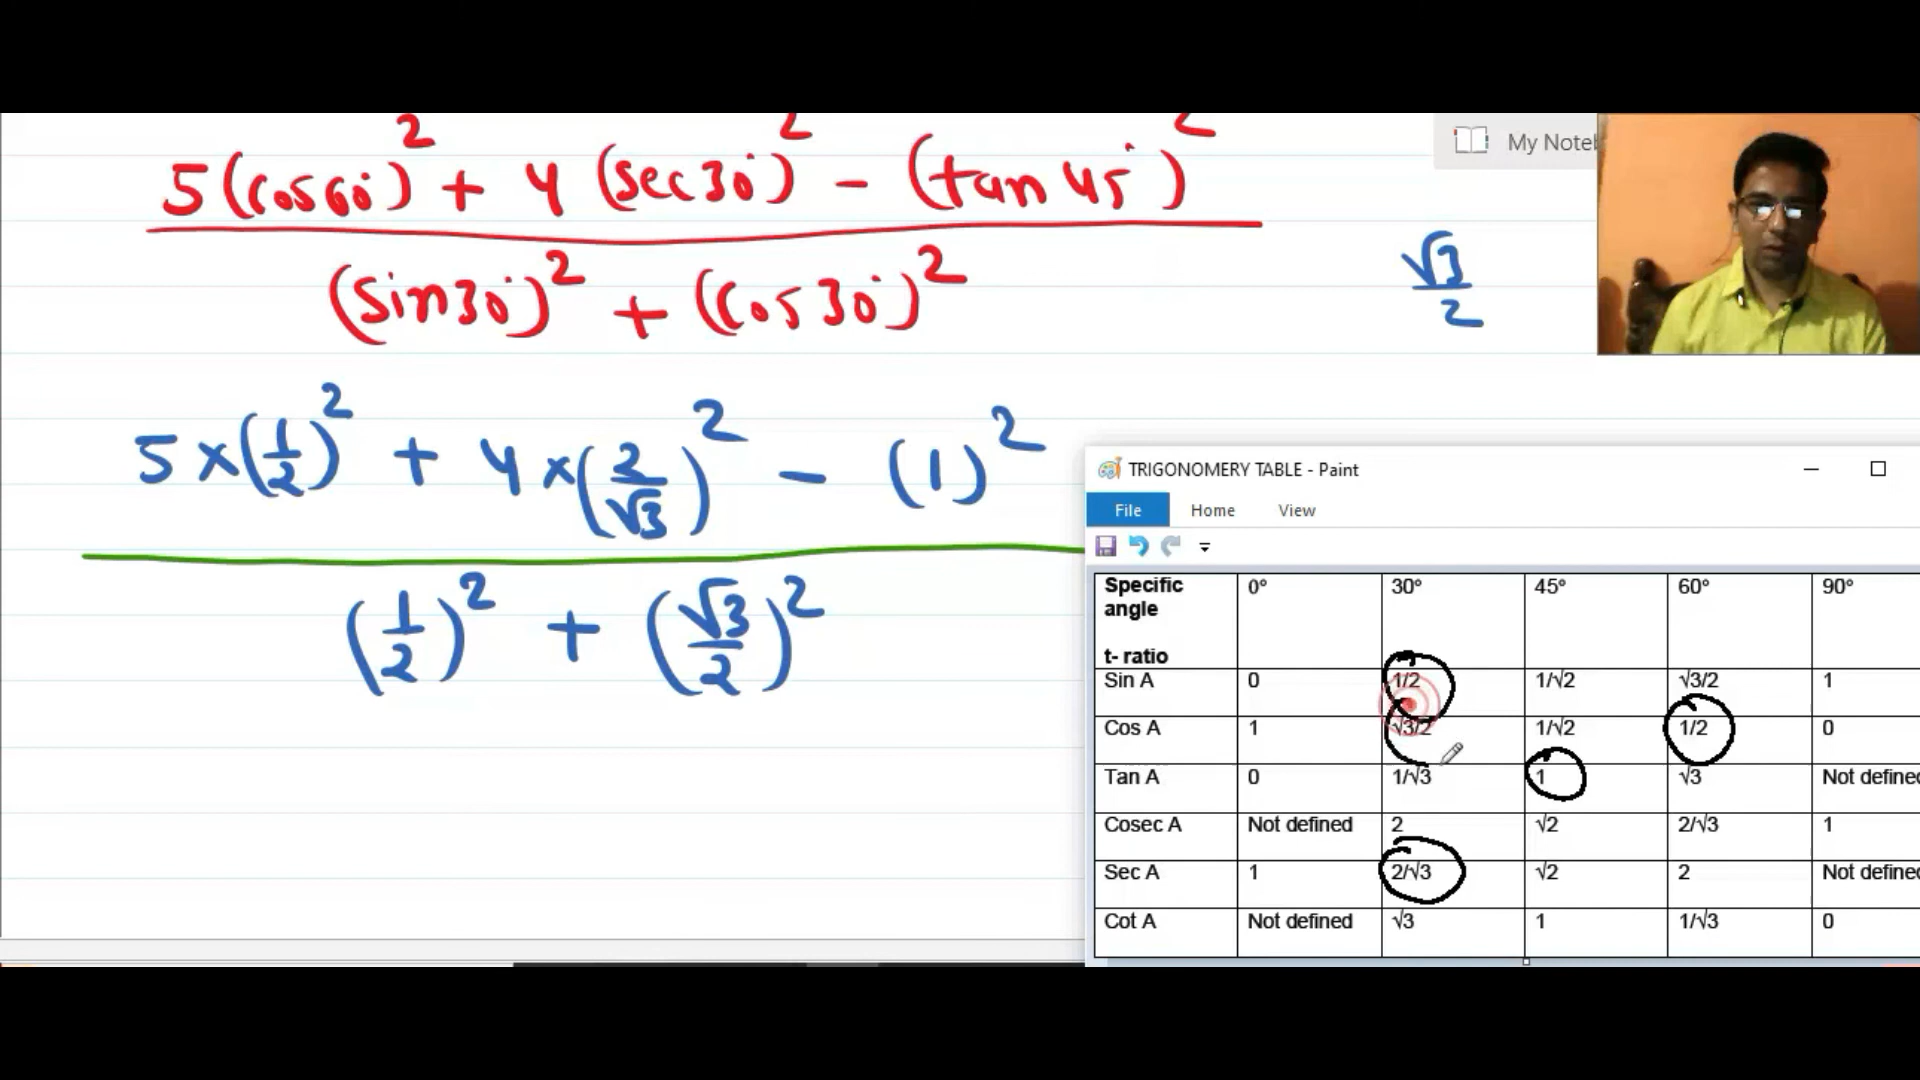 5(cos60°)² + 4(sec30°)² - (tan45°)²
(sin30°)² + (cos30°)²
√3
2
5×(1/2)² + 4×(2/√3)² - (1)²
(1/2)² + (√3/2)²
My Noteb
TRIGONOMERY TABLE - Paint
File Home View
Specific angle 0° 30° 45° 60° 90°
t- ratio
Sin A 0 1/2 1/√2 √3/2 1
Cos A 1 √3/2 1/√2 1/2 0
Tan A 0 1/√3 1 √3 Not define
Cosec A Not defined 2 √2 2/√3 1
Sec A 1 2/√3 √2 2 Not define
Cot A Not defined √3 1 1/√3 0